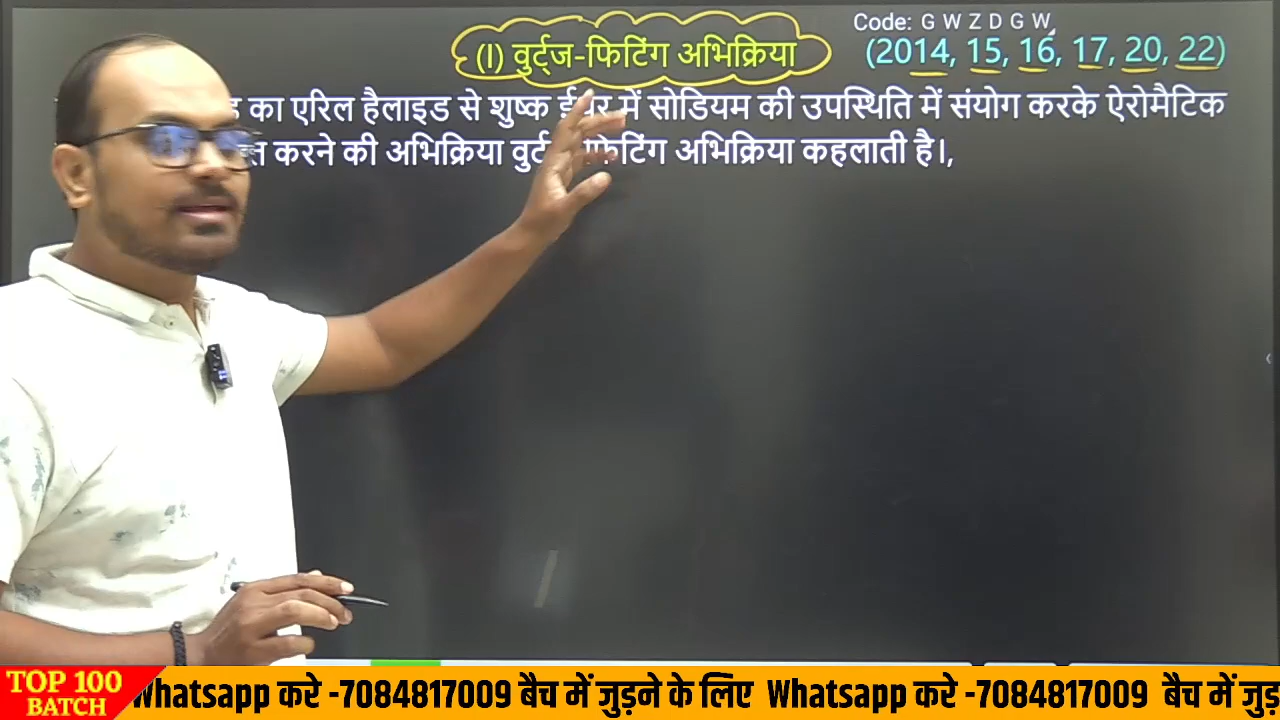 Code: G W Z D G W
(I) वुर्ट्ज-फिटिंग अभिक्रिया (2014, 15, 16, 17, 20, 22)
का एरिल हैलाइड से शुष्क में सोडियम की उपस्थिति में संयोग करके ऐरोमैटिक
करने की अभिक्रिया अभिक्रिया कहलाती है।,
TOP 100
BATCH
Whatsapp करे -7084817009 बैच में जुड़ने के लिए Whatsapp करे -7084817009 बैच में